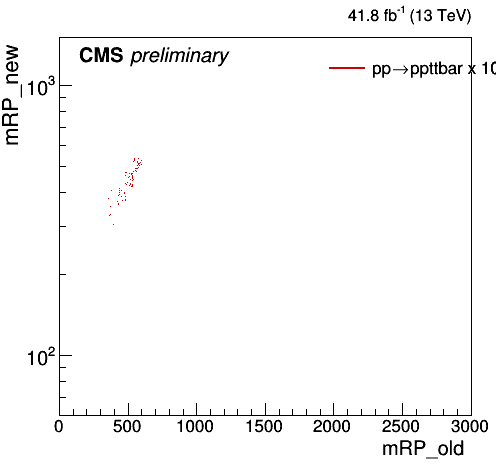 41.8 fb-1 (13 TeV)
CMS preliminary
pp→ppttbar x 10
mRP_new
103
102
0 500 1000 1500 2000 2500 3000
mRP_old